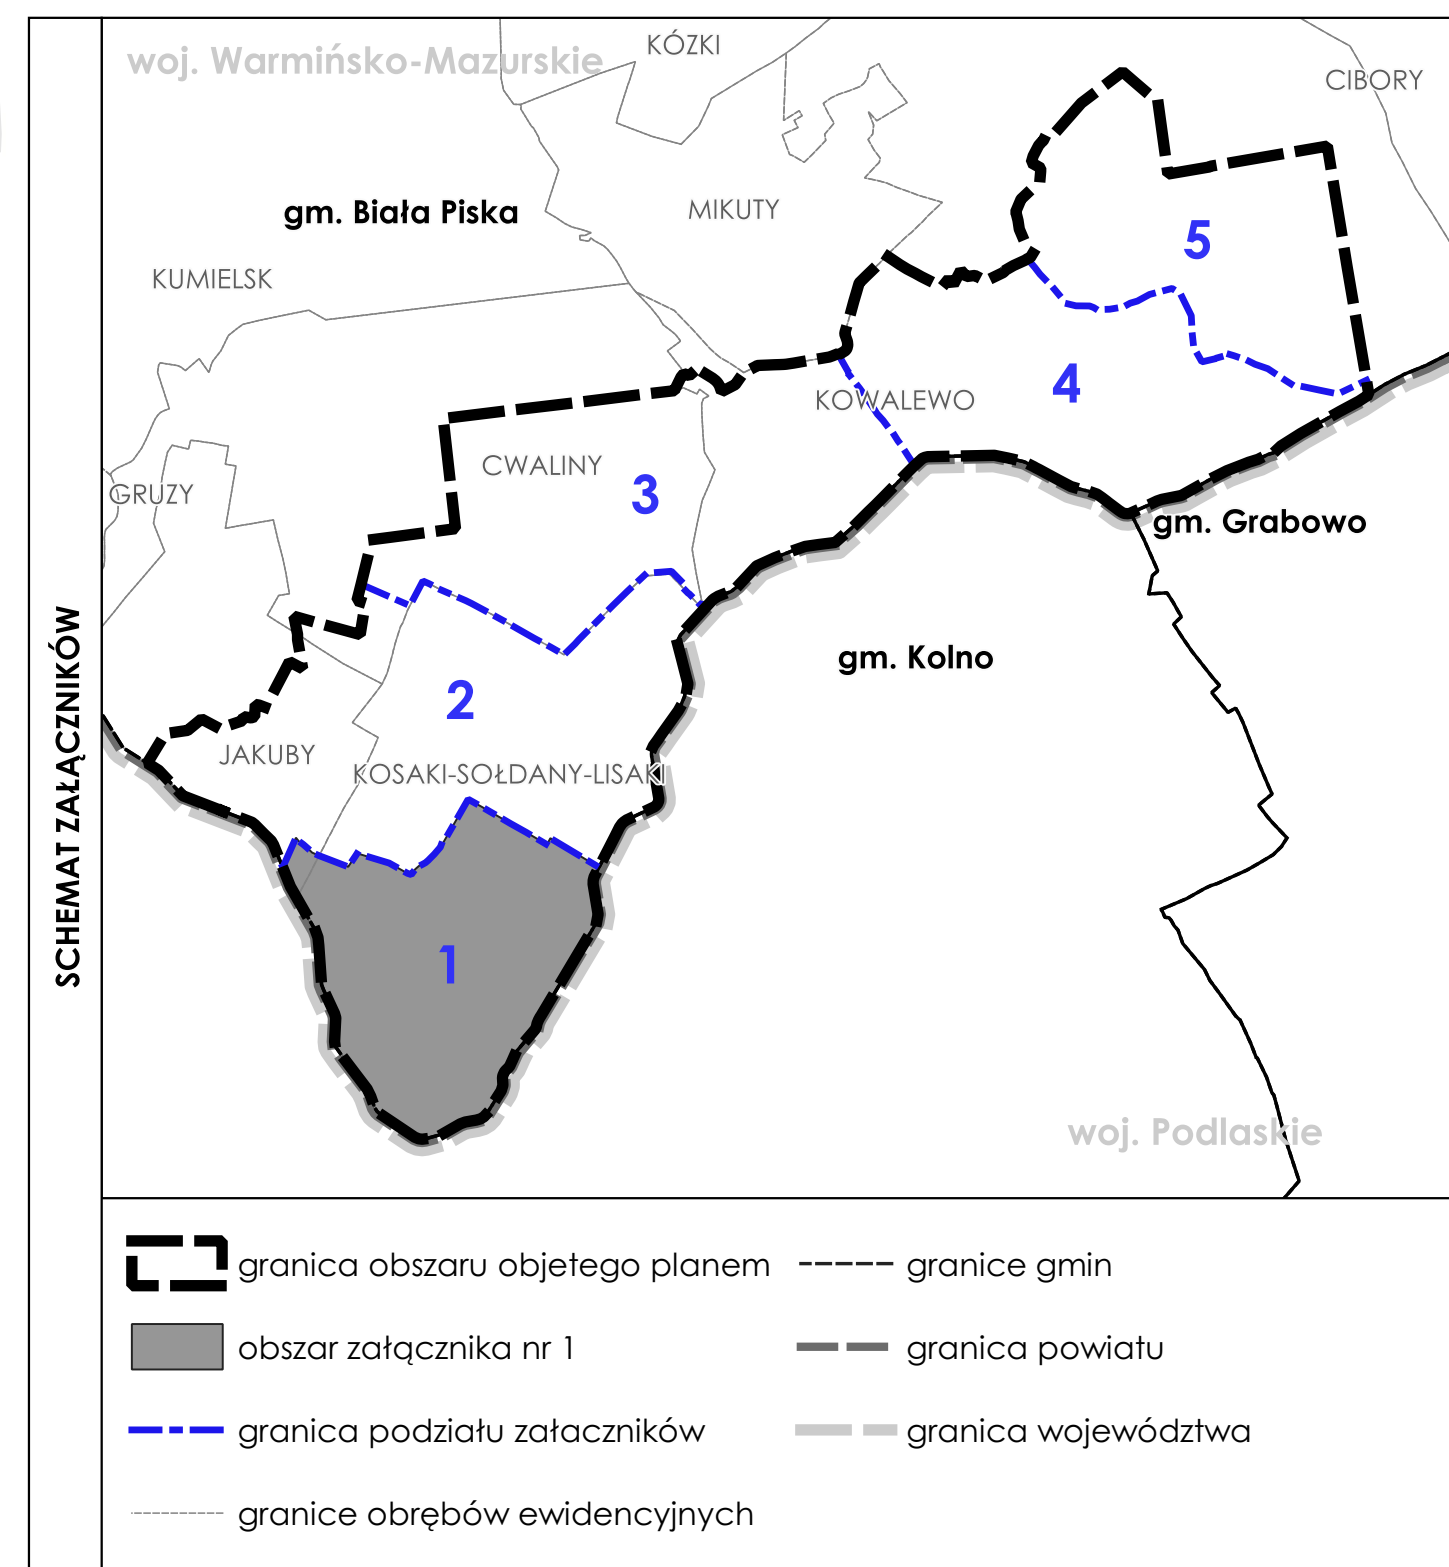 SCHEMAT ZAŁĄCZNIKÓW
woj. Warmińsko-Mazurskie
KÓZKI
CIBORY
gm. Biała Piska
MIKUTY
5
KUMIELSK
4
KOWALEWO
CWALINY
3
GRUZY
gm. Grabowo
gm. Kolno
2
JAKUBY
KOSAKI-SOŁDANY-LISAKI
1
woj. Podlaskie
granica obszaru objetego planem
granice gmin
obszar załącznika nr 1
granica powiatu
granica podziału załaczników
granica województwa
granice obrębów ewidencyjnych